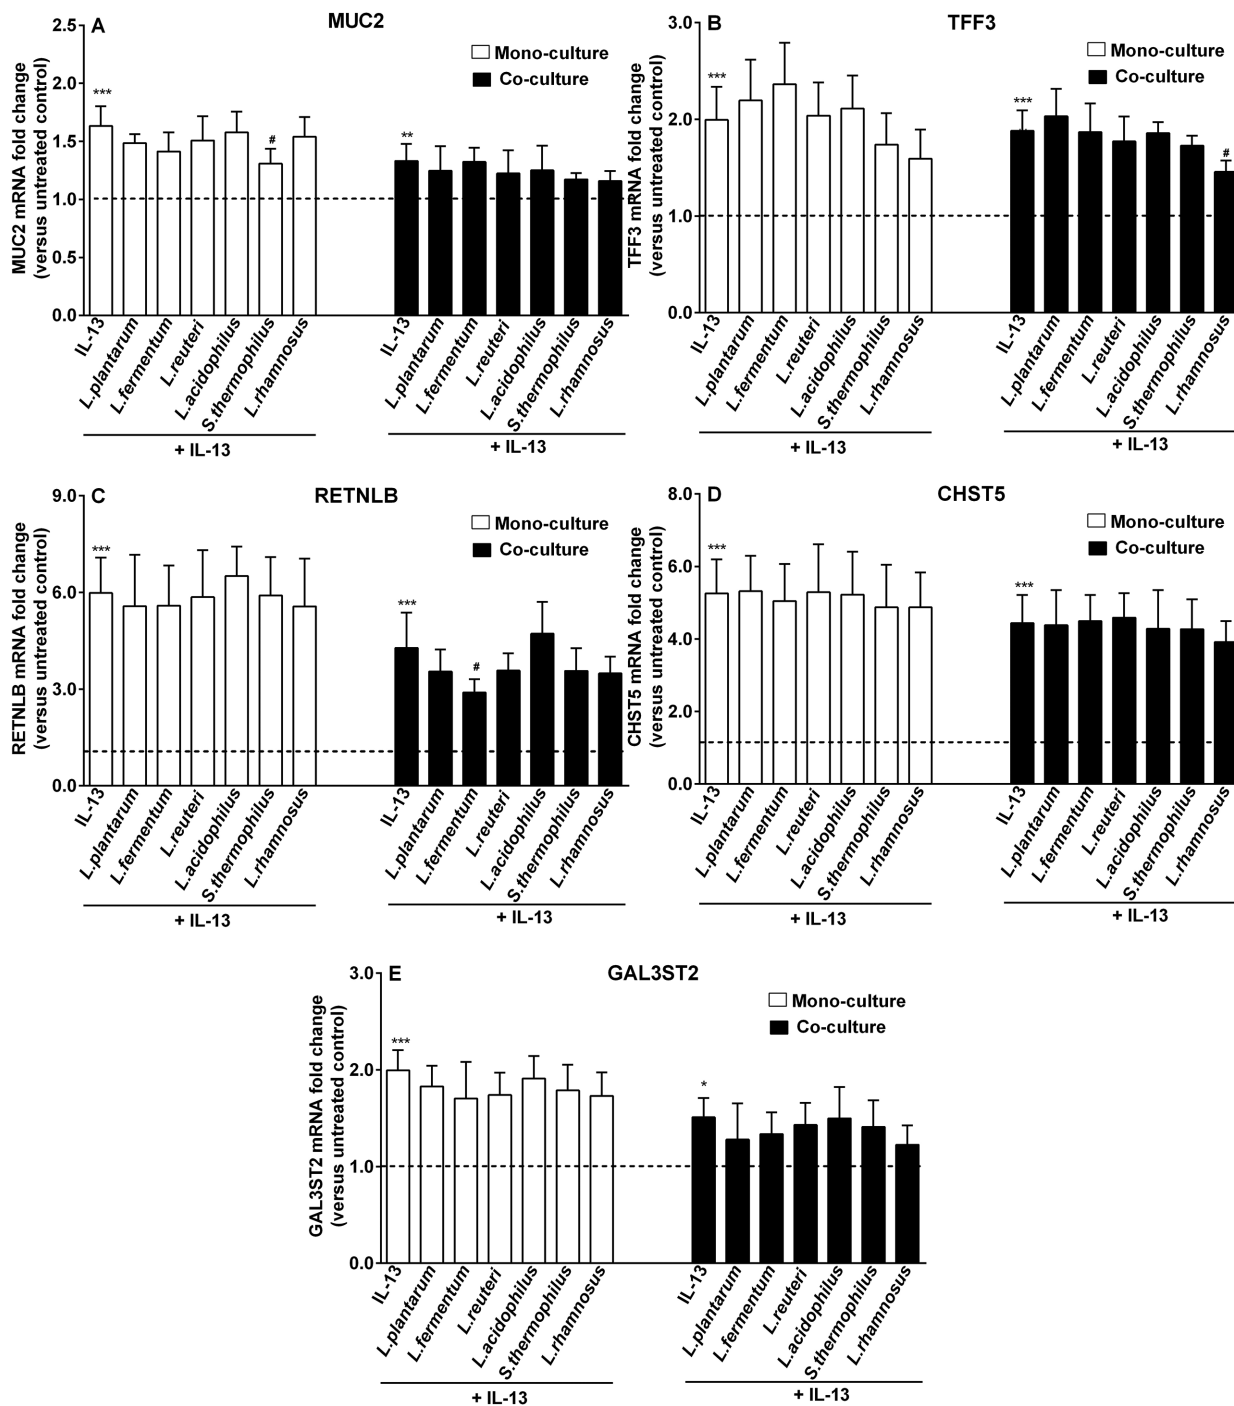 A
MUC2
MUC2 mRNA fold change
(versus untreated control)
2.5
2.0
1.5
1.0
0.5
0.0
Mono-culture
Co-culture
***
#
**
IL-13
L.plantarum
L.fermentum
L.reuteri
L.acidophilus
S.thermophilus
L.rhamnosus
+ IL-13
IL-13
L.plantarum
L.fermentum
L.reuteri
L.acidophilus
S.thermophilus
L.rhamnosus
+ IL-13
B
TFF3
TFF3 mRNA fold change
(versus untreated control)
3.0
2.0
1.0
0.0
Mono-culture
Co-culture
***
***
#
IL-13
L.plantarum
L.fermentum
L.reuteri
L.acidophilus
S.thermophilus
L.rhamnosus
+ IL-13
IL-13
L.plantarum
L.fermentum
L.reuteri
L.acidophilus
S.thermophilus
L.rhamnosus
+ IL-13
C
RETNLB
RETNLB mRNA fold change
(versus untreated control)
9.0
6.0
3.0
0.0
Mono-culture
Co-culture
***
***
#
IL-13
L.plantarum
L.fermentum
L.reuteri
L.acidophilus
S.thermophilus
L.rhamnosus
+ IL-13
IL-13
L.plantarum
L.fermentum
L.reuteri
L.acidophilus
S.thermophilus
L.rhamnosus
+ IL-13
D
CHST5
CHST5 mRNA fold change
(versus untreated control)
8.0
6.0
4.0
2.0
0.0
Mono-culture
Co-culture
***
***
IL-13
L.plantarum
L.fermentum
L.reuteri
L.acidophilus
S.thermophilus
L.rhamnosus
+ IL-13
IL-13
L.plantarum
L.fermentum
L.reuteri
L.acidophilus
S.thermophilus
L.rhamnosus
+ IL-13
E
GAL3ST2
GAL3ST2 mRNA fold change
(versus untreated control)
3.0
2.0
1.0
0.0
Mono-culture
Co-culture
***
*
IL-13
L.plantarum
L.fermentum
L.reuteri
L.acidophilus
S.thermophilus
L.rhamnosus
+ IL-13
IL-13
L.plantarum
L.fermentum
L.reuteri
L.acidophilus
S.thermophilus
L.rhamnosus
+ IL-13